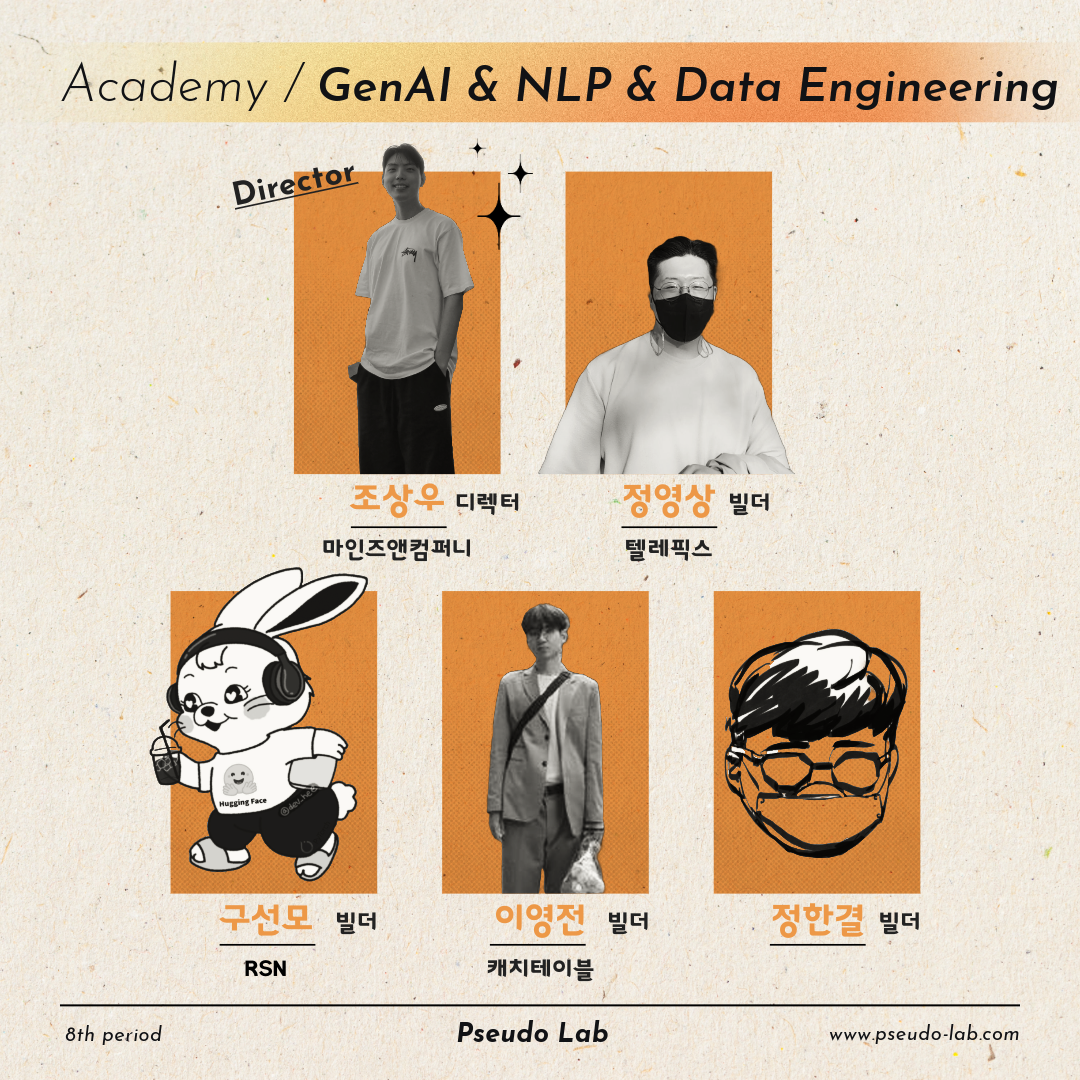 Academy / GenAI & NLP & Data Engineering
Director
조상우 디렉터
마인즈앤컴퍼니
정영상 빌더
텔레픽스
Hugging Face
구선모 빌더
RSN
이영전 빌더
캐치테이블
정한결 빌더
8th period
Pseudo Lab
www.pseudo-lab.com